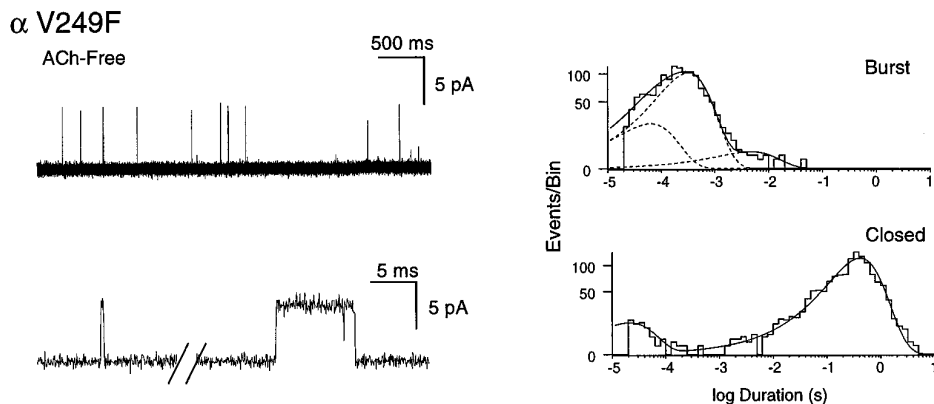 α V249F
ACh-Free
500 ms
5 pA
5 ms
5 pA
Events/Bin
Burst
100
50
0
-5 -4 -3 -2 -1 0 1
Closed
100
50
0
-5 -4 -3 -2 -1 0 1
log Duration (s)